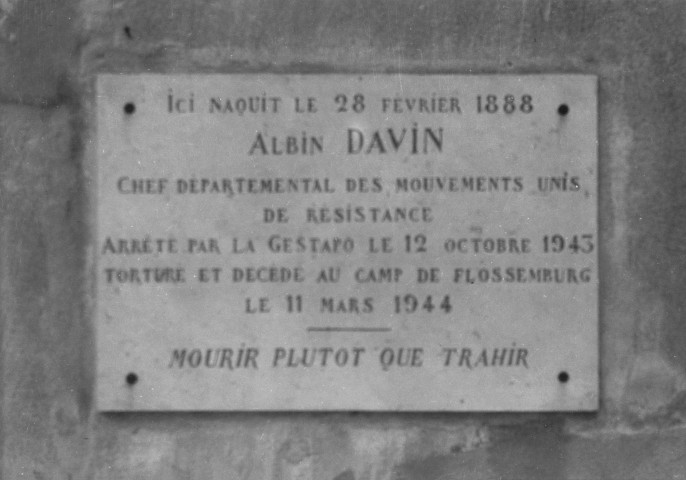 Ici naquit le 28 fevrier 1888
Albin DAVIN
Chef departemental des mouvements unis
de resistance
Arrêté par la Gestapo le 12 octobre 1943
torture et decede au camp de Flossemburg
le 11 mars 1944
MOURIR PLUTOT QUE TRAHIR